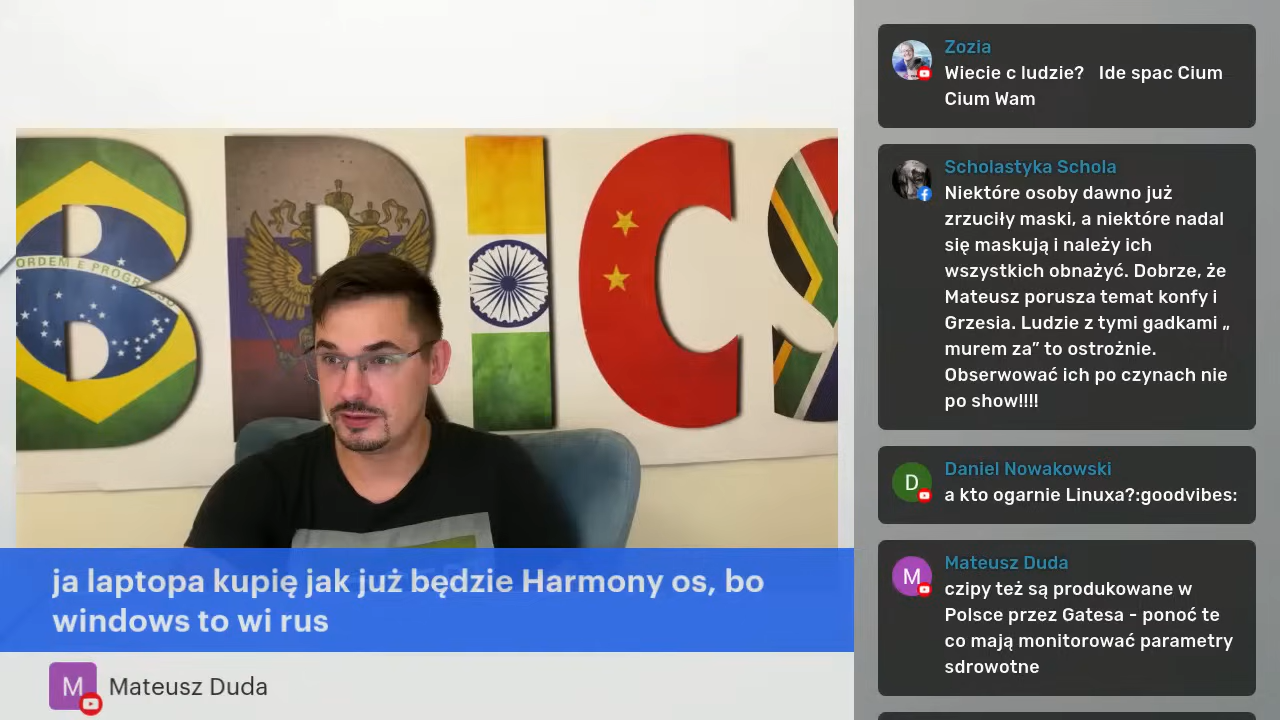 BRICS
ORDEM E PROGR
ja laptopa kupię jak już będzie Harmony os, bo
windows to wi rus
M
Mateusz Duda
Zozia
Wiecie c ludzie? Ide spac Cium
Cium Wam
Scholastyka Schola
Niektóre osoby dawno już
zrzuciły maski, a niektóre nadal
się maskują i należy ich
wszystkich obnażyć. Dobrze, że
Mateusz porusza temat konfy i
Grzesia. Ludzie z tymi gadkami „
murem za” to ostrożnie.
Obserwować ich po czynach nie
po show!!!!
D
Daniel Nowakowski
a kto ogarnie Linuxa?:goodvibes:
M
Mateusz Duda
czipy też są produkowane w
Polsce przez Gatesa - ponoć te
co mają monitorować parametry
sdrowotne